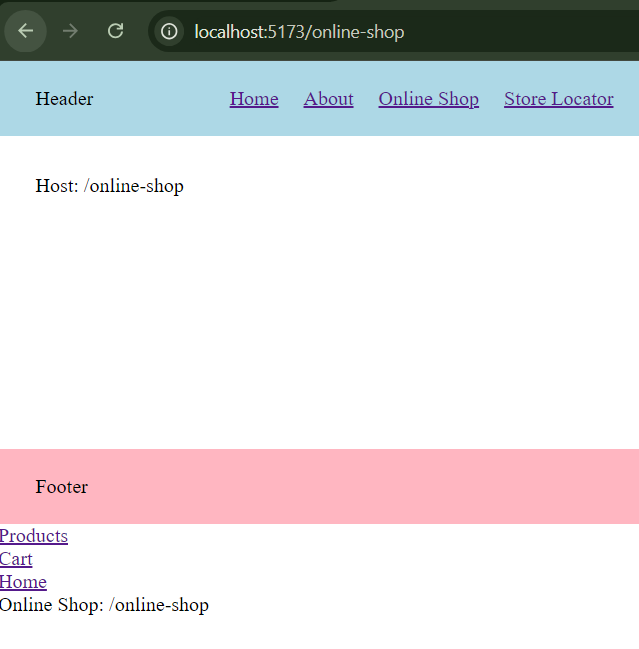 localhost:5173/online-shop
Header Home About Online Shop Store Locator
Host: /online-shop
Footer
Products
Cart
Home
Online Shop: /online-shop